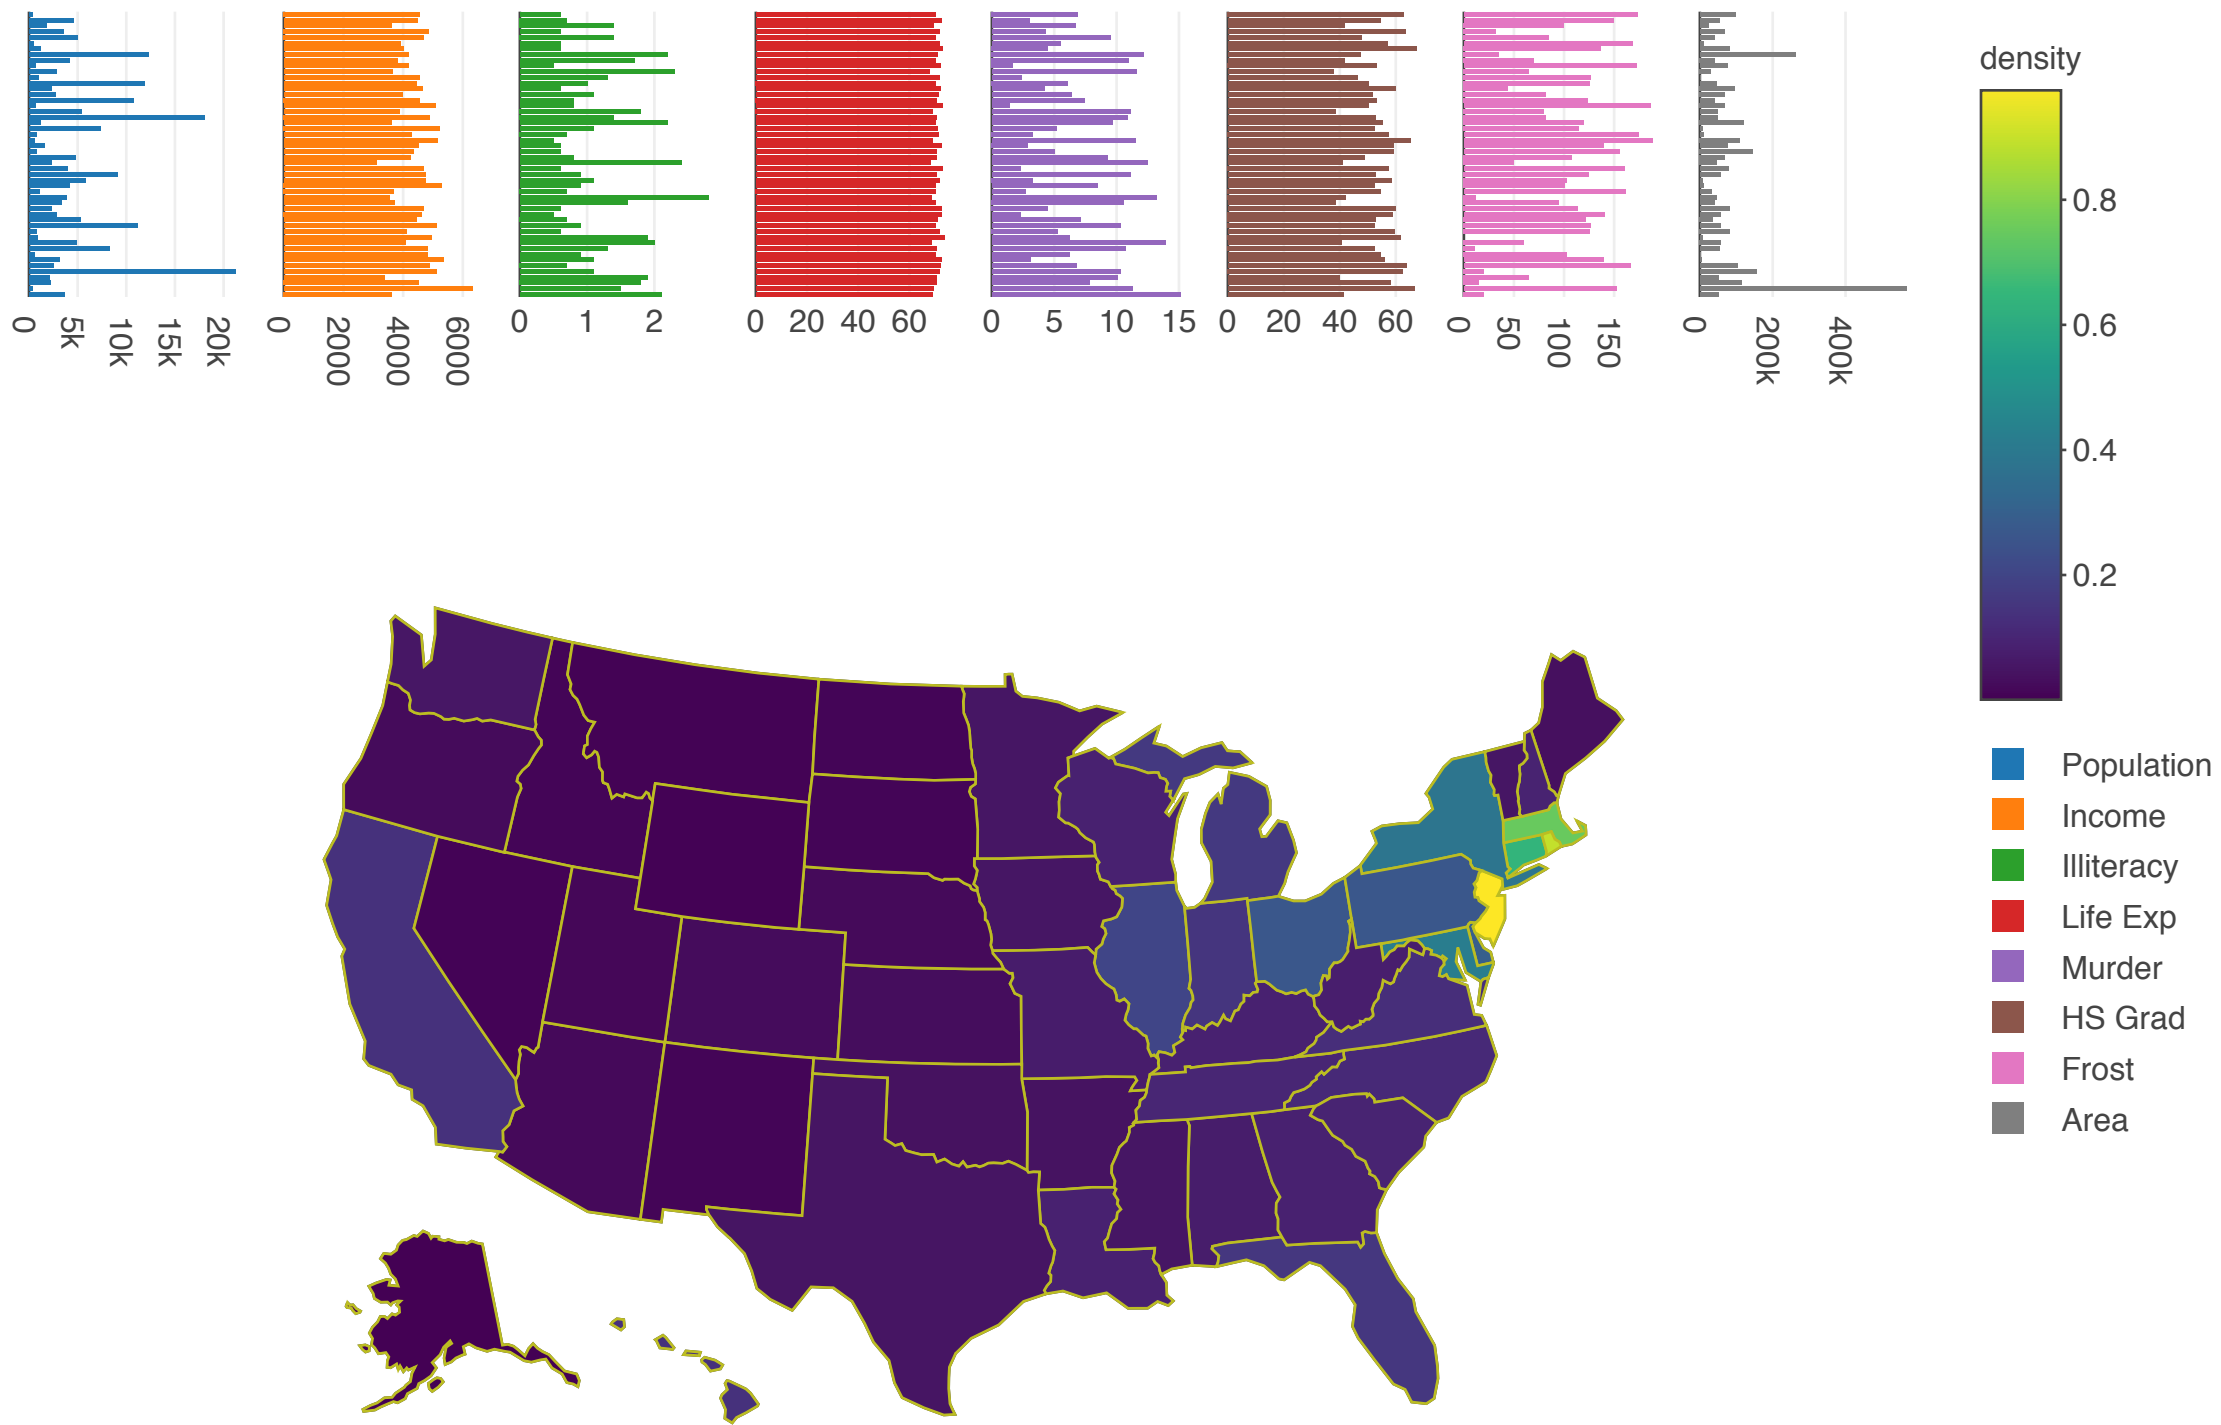 0 5k 10k 15k 20k
0 2000 4000 6000
0 1 2
0 20 40 60
0 5 10 15
0 20 40 60
0 50 100 150
0 200k 400k
density
0.8
0.6
0.4
0.2
Population
Income
Illiteracy
Life Exp
Murder
HS Grad
Frost
Area